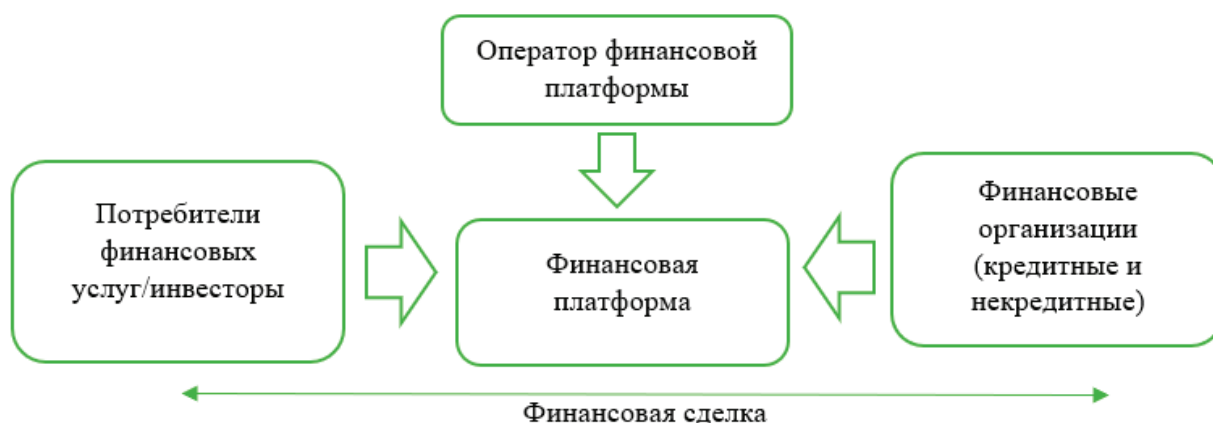 Оператор финансовой
платформы
Потребители
финансовых
услуг/инвесторы
Финансовая
платформа
Финансовые
организации
(кредитные и
некредитные)
Финансовая сделка